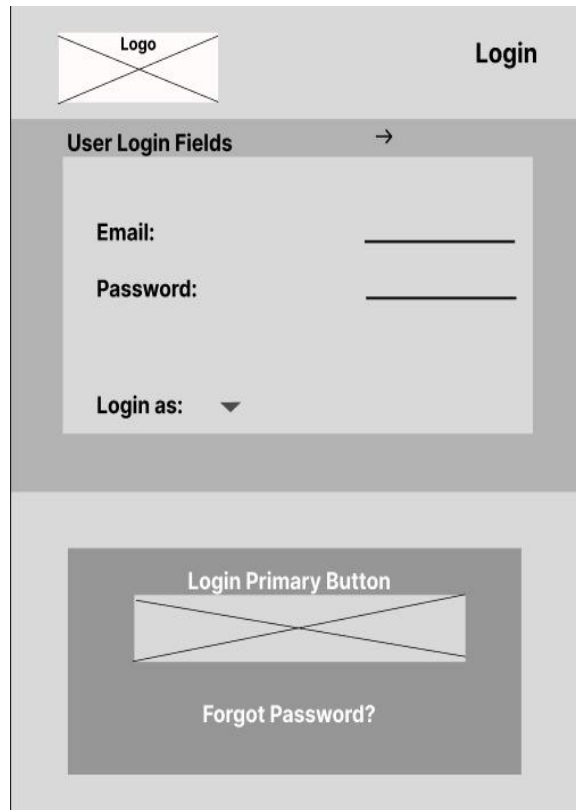 Logo
Login
User Login Fields →
Email:
Password:
Login as:
Login Primary Button
Forgot Password?